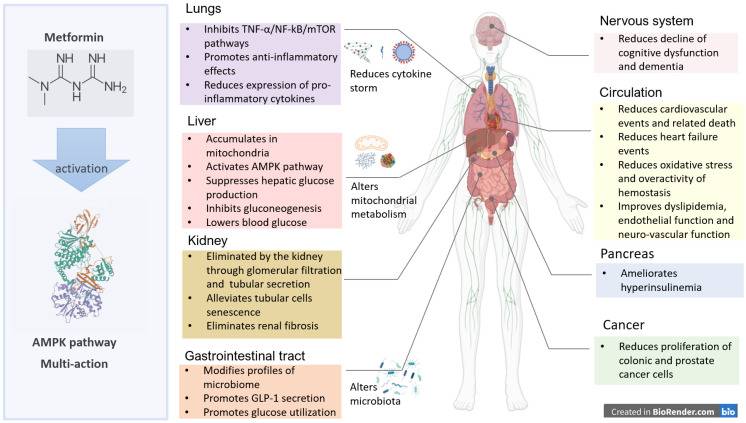 Metformin
NH
NH
N
N
H
NH2
activation
AMPK pathway
Multi-action
Lungs
• Inhibits TNF-α/NF-kB/mTOR
pathways
• Promotes anti-inflammatory
effects
• Reduces expression of pro-
inflammatory cytokines
Reduces cytokine
storm
Liver
• Accumulates in
mitochondria
• Activates AMPK pathway
• Suppresses hepatic glucose
production
• Inhibits gluconeogenesis
• Lowers blood glucose
Alters
mitochondrial
metabolism
Kidney
• Eliminated by the kidney
through glomerular filtration
and tubular secretion
• Alleviates tubular cells
senescence
• Eliminates renal fibrosis
Gastrointestinal tract
• Modifies profiles of
microbiome
• Promotes GLP-1 secretion
• Promotes glucose utilization
Alters
microbiota
Nervous system
• Reduces decline of
cognitive dysfunction
and dementia
Circulation
• Reduces cardiovascular
events and related death
• Reduces heart failure
events
• Reduces oxidative stress
and overactivity of
hemostasis
• Improves dyslipidemia,
endothelial function and
neuro-vascular function
Pancreas
• Ameliorates
hyperinsulinemia
Cancer
• Reduces proliferation of
colonic and prostate
cancer cells
Created in BioRender.com bio